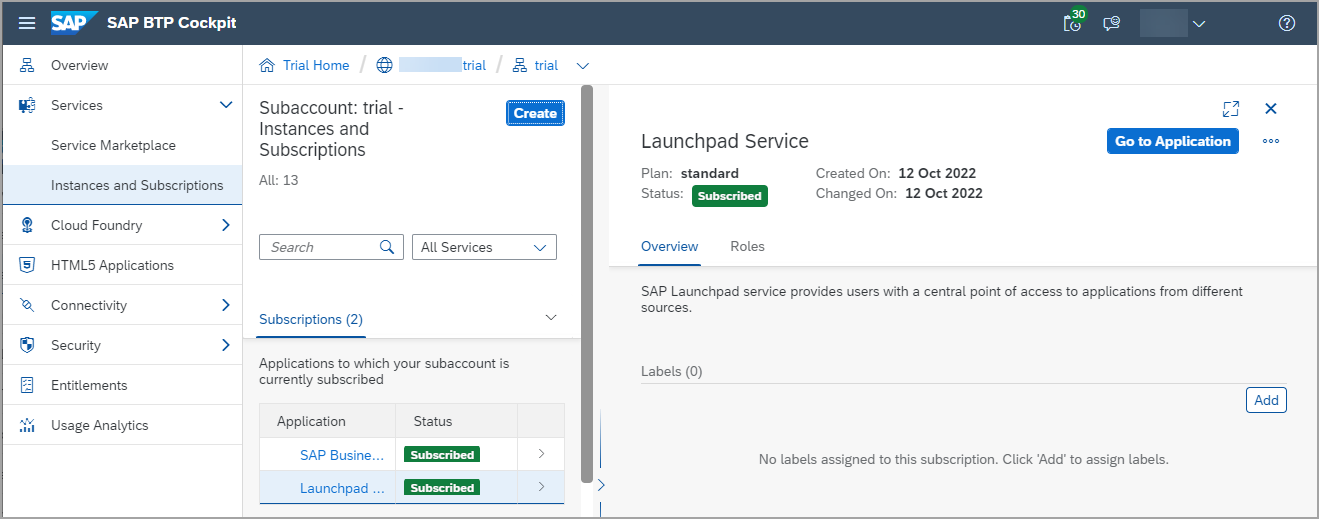 SAP SAP BTP Cockpit 30
Overview
Services
Service Marketplace
Instances and Subscriptions
Cloud Foundry
HTML5 Applications
Connectivity
Security
Entitlements
Usage Analytics
Trial Home / trial / trial
Subaccount: trial -
Instances and
Subscriptions
Create
All: 13
Search All Services
Subscriptions (2)
Applications to which your subaccount is
currently subscribed
Application Status
SAP Busine... Subscribed
Launchpad ... Subscribed
Launchpad Service
Go to Application
Plan: standard Created On: 12 Oct 2022
Status: Subscribed Changed On: 12 Oct 2022
Overview Roles
SAP Launchpad service provides users with a central point of access to applications from different
sources.
Labels (0)
Add
No labels assigned to this subscription. Click 'Add' to assign labels.